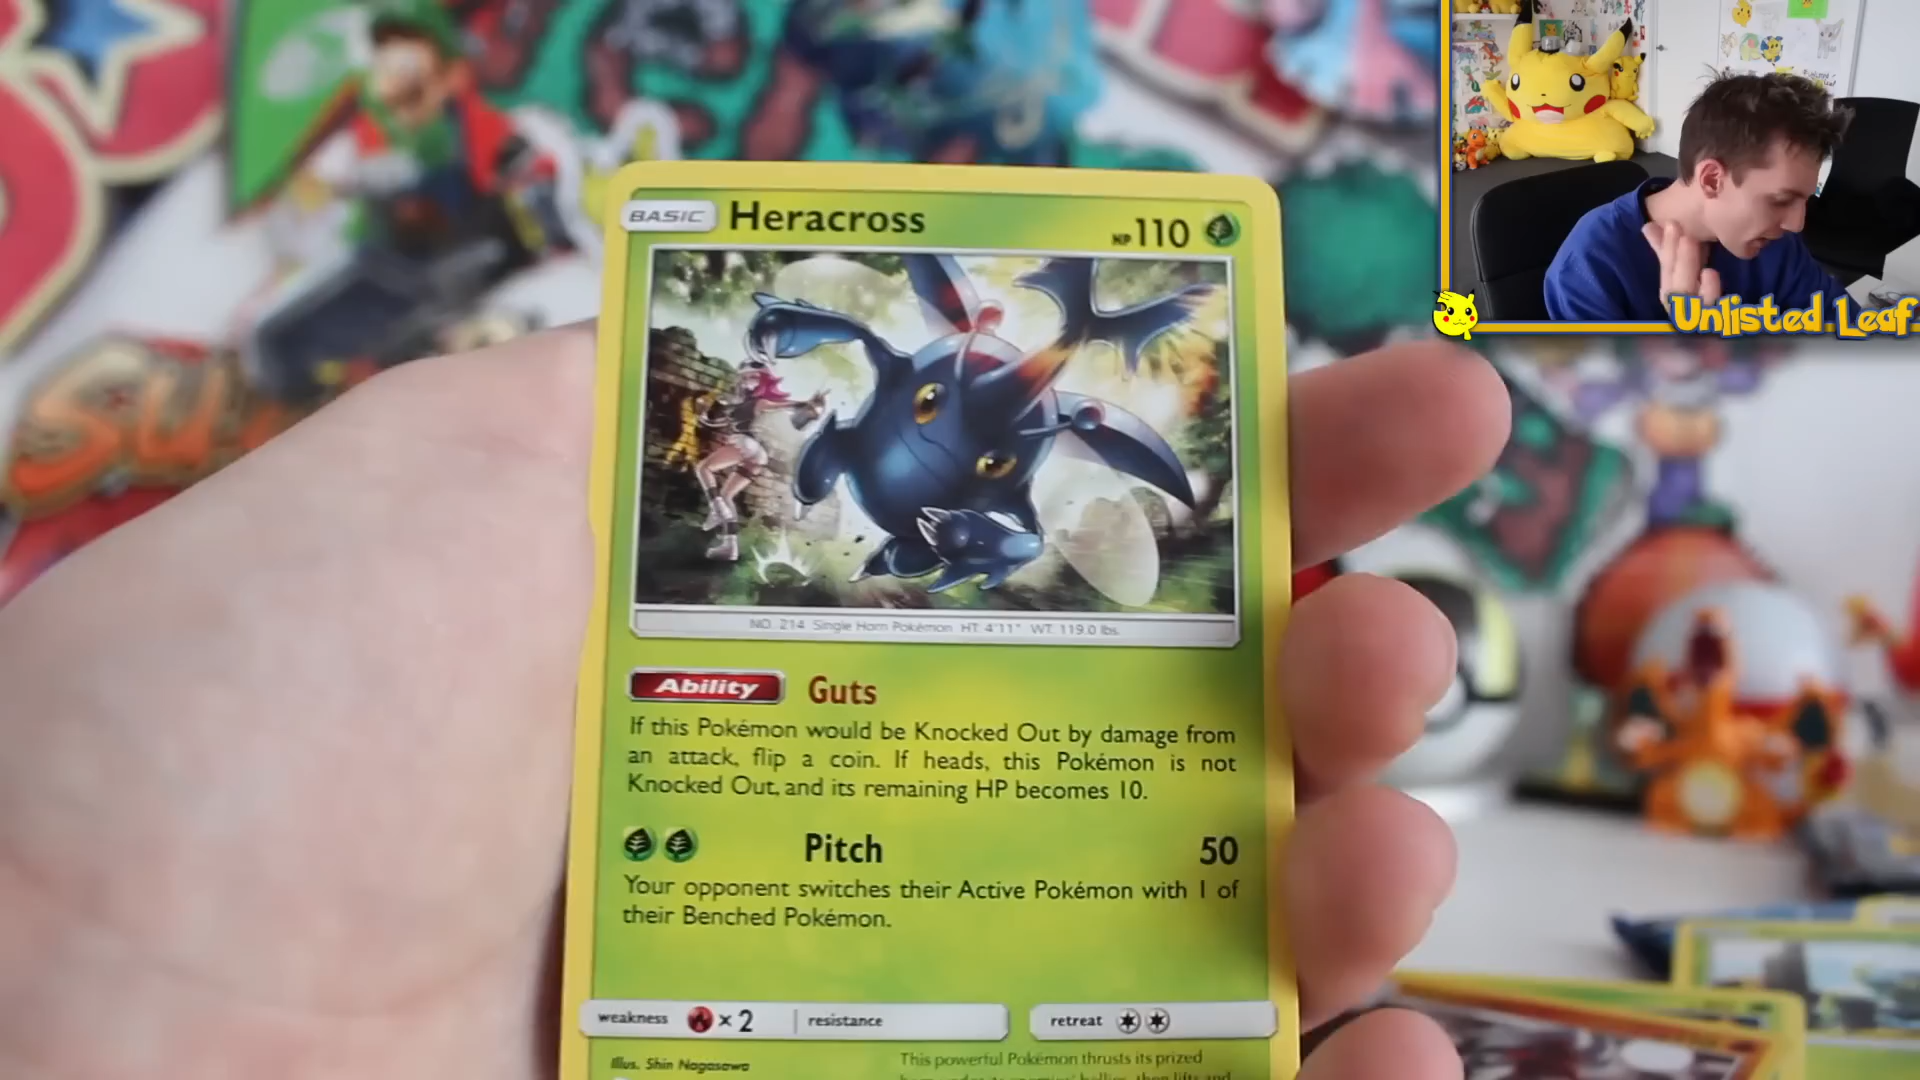 BASIC Heracross HP 110
NO. 214 Single Horn Pokémon HT: 4'11" WT: 119.0 lbs.
Ability Guts
If this Pokémon would be Knocked Out by damage from
an attack, flip a coin. If heads, this Pokémon is not
Knocked Out, and its remaining HP becomes 10.
Pitch 50
Your opponent switches their Active Pokémon with 1 of
their Benched Pokémon.
weakness × 2 resistance retreat
Illus. Shin Nagasawa
This powerful Pokémon thrusts its prized
Unlisted Leaf